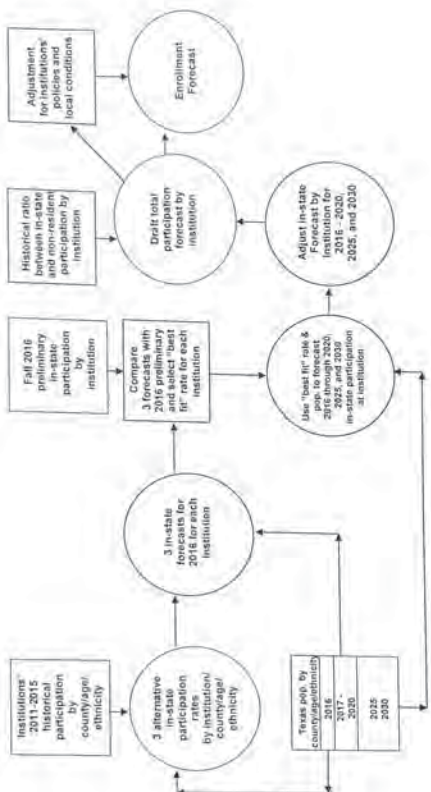 Institutions'
2011-2015
historical
participation
by
county/age/
ethnicity
3 alternative
in-state
participation
rates
by institution/
county/age/
ethnicity
Texas pop. by
county/age/ethnicity
2016
2017 -
2020
2025
2030
3 in-state
forecasts for
2016 for each
institution
Fall 2016
preliminary
in-state
participation
by
institution
Compare
3 forecasts with
2016 preliminary
and select "best
fit" rate for each
institution
Use "best fit" rate &
pop. to forecast
2016 through 2020,
2025, and 2030
in-state participation
at institution
Historical ratio
between in-state
and non-resident
participation by
institution
Draft total
participation
forecast by
institution
Adjust in-state
Forecast by
Institution for
2016 - 2020,
2025, and 2030
Adjustment
for institutions'
policies and
local conditions
Enrollment
Forecast